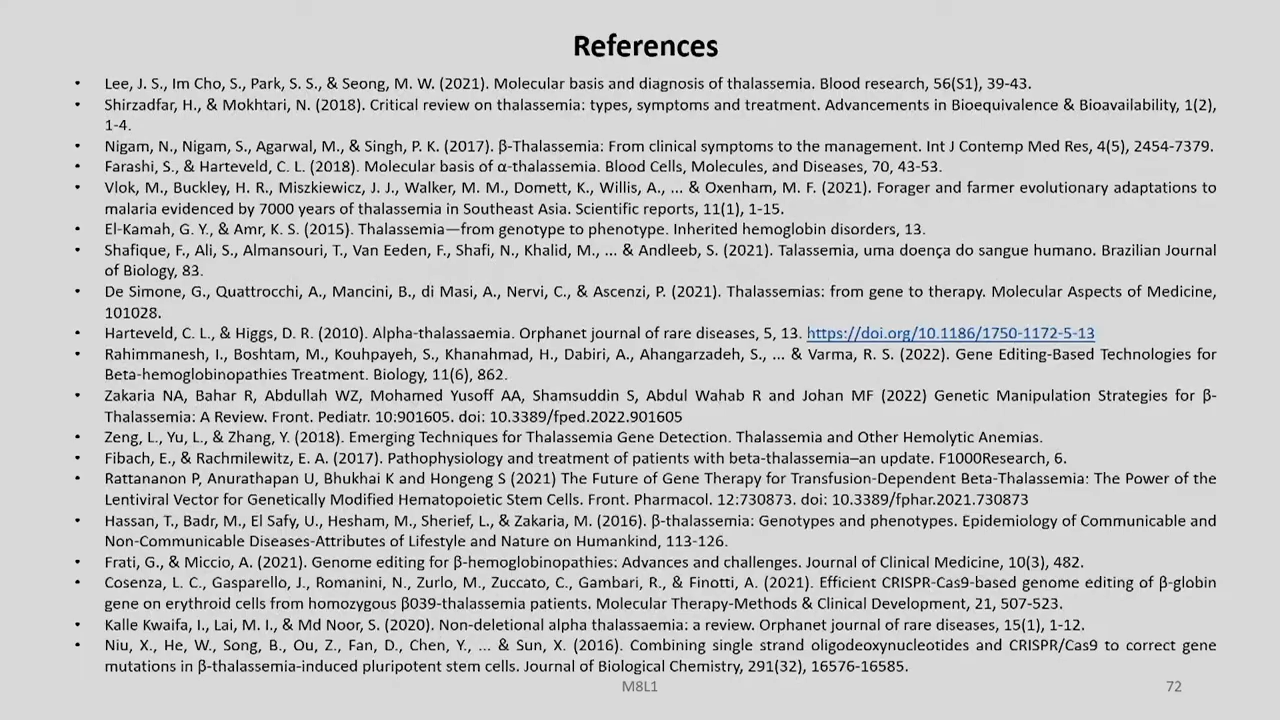 References
• Lee, J. S., Im Cho, S., Park, S. S., & Seong, M. W. (2021). Molecular basis and diagnosis of thalassemia. Blood research, 56(S1), 39-43.
• Shirzadfar, H., & Mokhtari, N. (2018). Critical review on thalassemia: types, symptoms and treatment. Advancements in Bioequivalence & Bioavailability, 1(2),
1-4.
• Nigam, N., Nigam, S., Agarwal, M., & Singh, P. K. (2017). β-Thalassemia: From clinical symptoms to the management. Int J Contemp Med Res, 4(5), 2454-7379.
• Farashi, S., & Harteveld, C. L. (2018). Molecular basis of α-thalassemia. Blood Cells, Molecules, and Diseases, 70, 43-53.
• Vlok, M., Buckley, H. R., Miszkiewicz, J. J., Walker, M. M., Domett, K., Willis, A., ... & Oxenham, M. F. (2021). Forager and farmer evolutionary adaptations to
malaria evidenced by 7000 years of thalassemia in Southeast Asia. Scientific reports, 11(1), 1-15.
• El-Kamah, G. Y., & Amr, K. S. (2015). Thalassemia—from genotype to phenotype. Inherited hemoglobin disorders, 13.
• Shafique, F., Ali, S., Almansouri, T., Van Eeden, F., Shafi, N., Khalid, M., ... & Andleeb, S. (2021). Talassemia, uma doença do sangue humano. Brazilian Journal
of Biology, 83.
• De Simone, G., Quattrocchi, A., Mancini, B., di Masi, A., Nervi, C., & Ascenzi, P. (2021). Thalassemias: from gene to therapy. Molecular Aspects of Medicine,
101028.
• Harteveld, C. L., & Higgs, D. R. (2010). Alpha-thalassaemia. Orphanet journal of rare diseases, 5, 13. https://doi.org/10.1186/1750-1172-5-13
• Rahimmanesh, I., Boshtam, M., Kouhpayeh, S., Khanahmad, H., Dabiri, A., Ahangarzadeh, S., ... & Varma, R. S. (2022). Gene Editing-Based Technologies for
Beta-hemoglobinopathies Treatment. Biology, 11(6), 862.
• Zakaria NA, Bahar R, Abdullah WZ, Mohamed Yusoff AA, Shamsuddin S, Abdul Wahab R and Johan MF (2022) Genetic Manipulation Strategies for β-
Thalassemia: A Review. Front. Pediatr. 10:901605. doi: 10.3389/fped.2022.901605
• Zeng, L., Yu, L., & Zhang, Y. (2018). Emerging Techniques for Thalassemia Gene Detection. Thalassemia and Other Hemolytic Anemias.
• Fibach, E., & Rachmilewitz, E. A. (2017). Pathophysiology and treatment of patients with beta-thalassemia–an update. F1000Research, 6.
• Rattananon P, Anurathapan U, Bhukhai K and Hongeng S (2021) The Future of Gene Therapy for Transfusion-Dependent Beta-Thalassemia: The Power of the
Lentiviral Vector for Genetically Modified Hematopoietic Stem Cells. Front. Pharmacol. 12:730873. doi: 10.3389/fphar.2021.730873
• Hassan, T., Badr, M., El Safy, U., Hesham, M., Sherief, L., & Zakaria, M. (2016). β-thalassemia: Genotypes and phenotypes. Epidemiology of Communicable and
Non-Communicable Diseases-Attributes of Lifestyle and Nature on Humankind, 113-126.
• Frati, G., & Miccio, A. (2021). Genome editing for β-hemoglobinopathies: Advances and challenges. Journal of Clinical Medicine, 10(3), 482.
• Cosenza, L. C., Gasparello, J., Romanini, N., Zurlo, M., Zuccato, C., Gambari, R., & Finotti, A. (2021). Efficient CRISPR-Cas9-based genome editing of β-globin
gene on erythroid cells from homozygous β039-thalassemia patients. Molecular Therapy-Methods & Clinical Development, 21, 507-523.
• Kalle Kwaifa, I., Lai, M. I., & Md Noor, S. (2020). Non-deletional alpha thalassaemia: a review. Orphanet journal of rare diseases, 15(1), 1-12.
• Niu, X., He, W., Song, B., Ou, Z., Fan, D., Chen, Y., ... & Sun, X. (2016). Combining single strand oligodeoxynucleotides and CRISPR/Cas9 to correct gene
mutations in β-thalassemia-induced pluripotent stem cells. Journal of Biological Chemistry, 291(32), 16576-16585.
M8L1
72